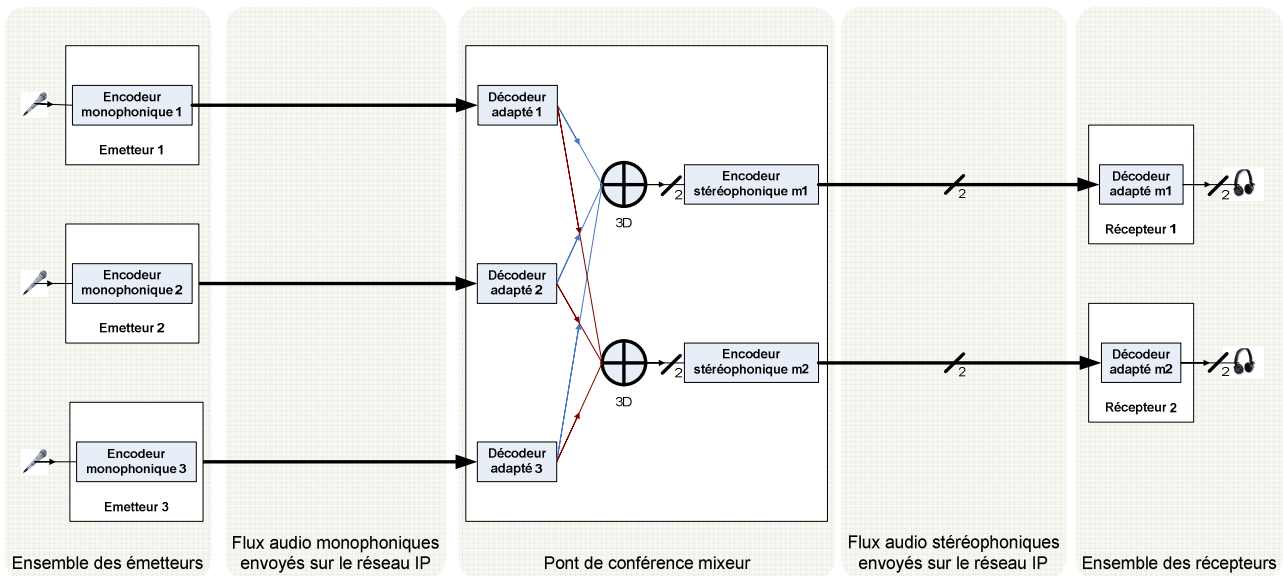 Encodeur
monophonique 1
Emetteur 1
Encodeur
monophonique 2
Emetteur 2
Encodeur
monophonique 3
Emetteur 3
Ensemble des émetteurs
Flux audio monophoniques
envoyés sur le réseau IP
Décodeur
adapté 1
Décodeur
adapté 2
Décodeur
adapté 3
3D
2
Encodeur
stéréophonique m1
3D
2
Encodeur
stéréophonique m2
Pont de conférence mixeur
2
2
Flux audio stéréophoniques
envoyés sur le réseau IP
Décodeur
adapté m1
2
Récepteur 1
Décodeur
adapté m2
2
Récepteur 2
Ensemble des récepteurs